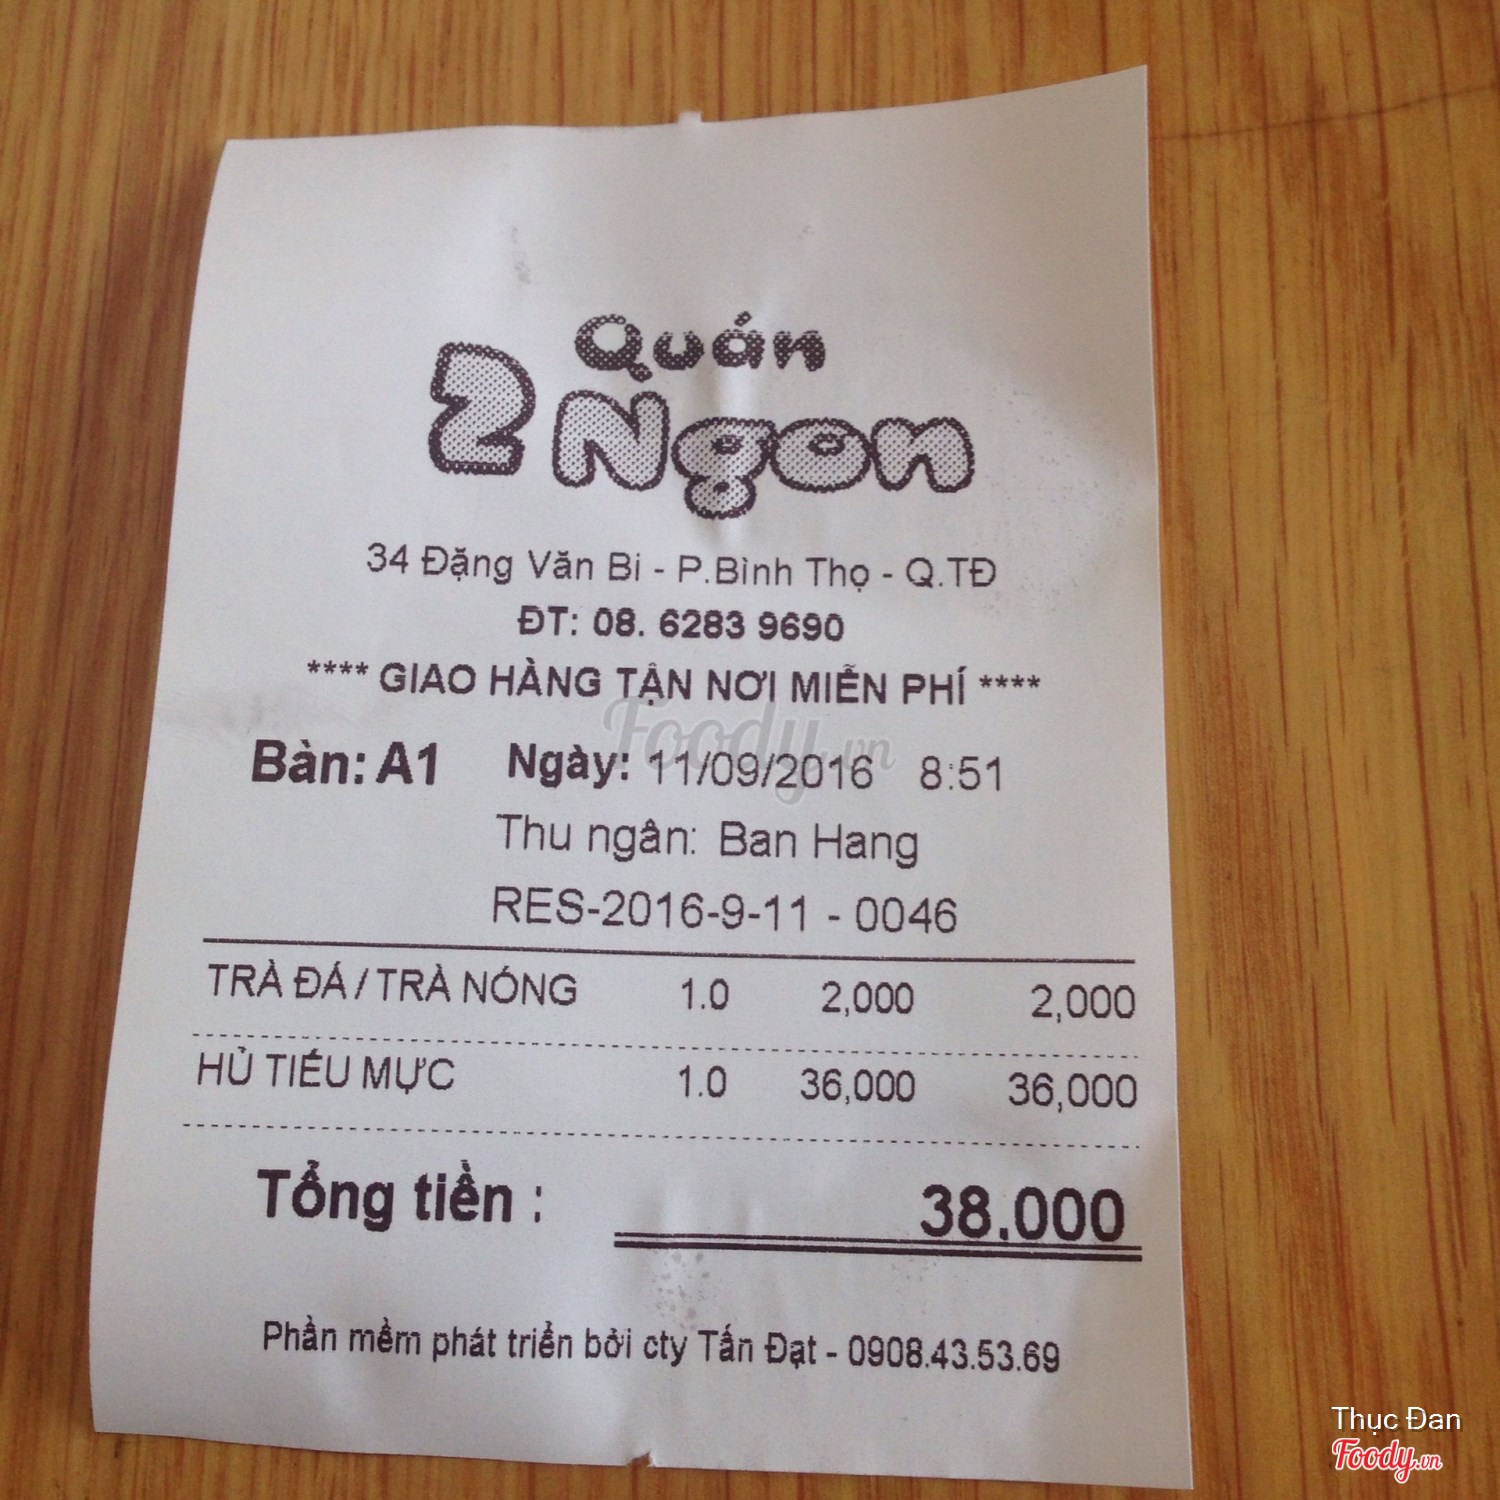 Quán
2 Ngon
34 Đặng Văn Bi - P.Bình Thọ - Q.TĐ
ĐT: 08. 6283 9690
**** GIAO HÀNG TẬN NƠI MIỄN PHÍ ****
Foody.vn
Bàn: A1 Ngày: 11/09/2016 8:51
Thu ngân: Ban Hang
RES-2016-9-11 - 0046
TRÀ ĐÁ / TRÀ NÓNG 1.0 2,000 2,000
HỦ TIẾU MỰC 1.0 36,000 36,000
Tổng tiền : 38.000
Phần mềm phát triển bởi cty Tấn Đạt - 0908.43.53.69
Thục Đan
Foody.vn